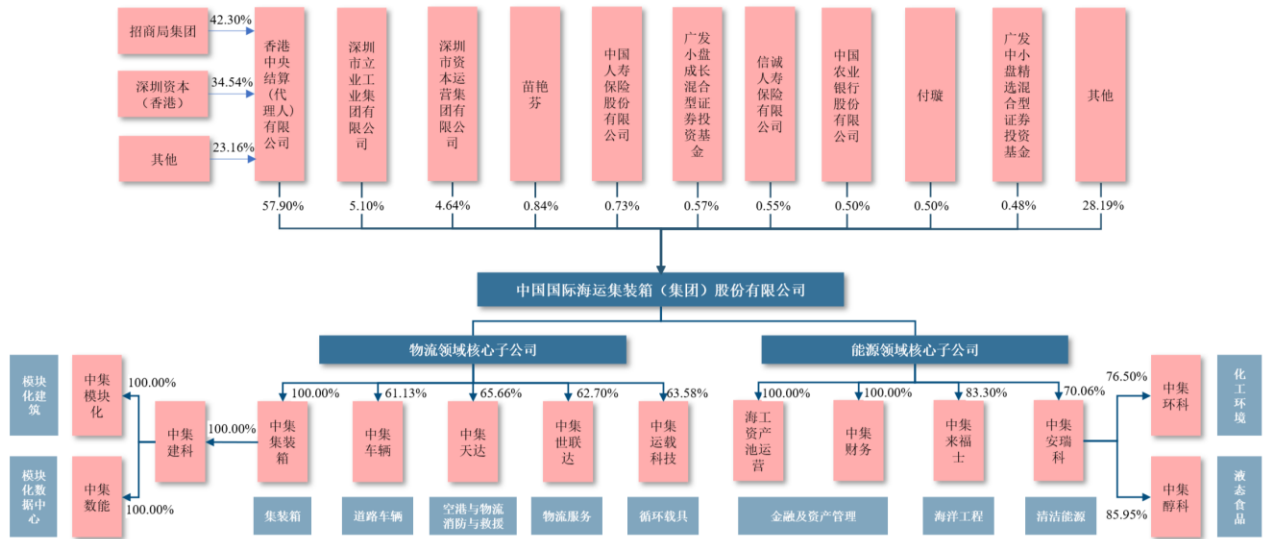 招商局集团
42.30%
深圳资本
（香港）
34.54%
其他
23.16%
香港
中央
结算
(代
理人)
有限
公司
深圳
市立
业工
业集
团有
限公
司
深圳
市资
本运
营集
团有
限公
司
苗艳
芬
中国
人寿
保险
股份
有限
公司
广发
小盘
成长
混合
型证
券投
资基
金
信诚
人寿
保险
有限
公司
中国
农业
银行
股份
有限
公司
付璇
广发
中小
盘精
选混
合型
证券
投资
基金
其他
57.90%
5.10%
4.64%
0.84%
0.73%
0.57%
0.55%
0.50%
0.50%
0.48%
28.19%
中国国际海运集装箱（集团）股份有限公司
物流领域核心子公司
能源领域核心子公司
100.00%
61.13%
65.66%
62.70%
63.58%
100.00%
100.00%
83.30%
70.06%
模块
化建
筑
中集
模块
化
100.00%
中集
建科
100.00%
模块
化数
据中
心
中集
数能
100.00%
中集
集装
箱
中集
车辆
中集
天达
中集
世联
达
中集
运载
科技
海工
资产
池运
营
中集
财务
中集
来福
士
中集
安瑞
科
76.50%
中集
环科
化
工
环
境
85.95%
中集
醇科
液
态
食
品
集装箱
道路车辆
空港与物流
消防与救援
物流服务
循环载具
金融及资产管理
海洋工程
清洁能源